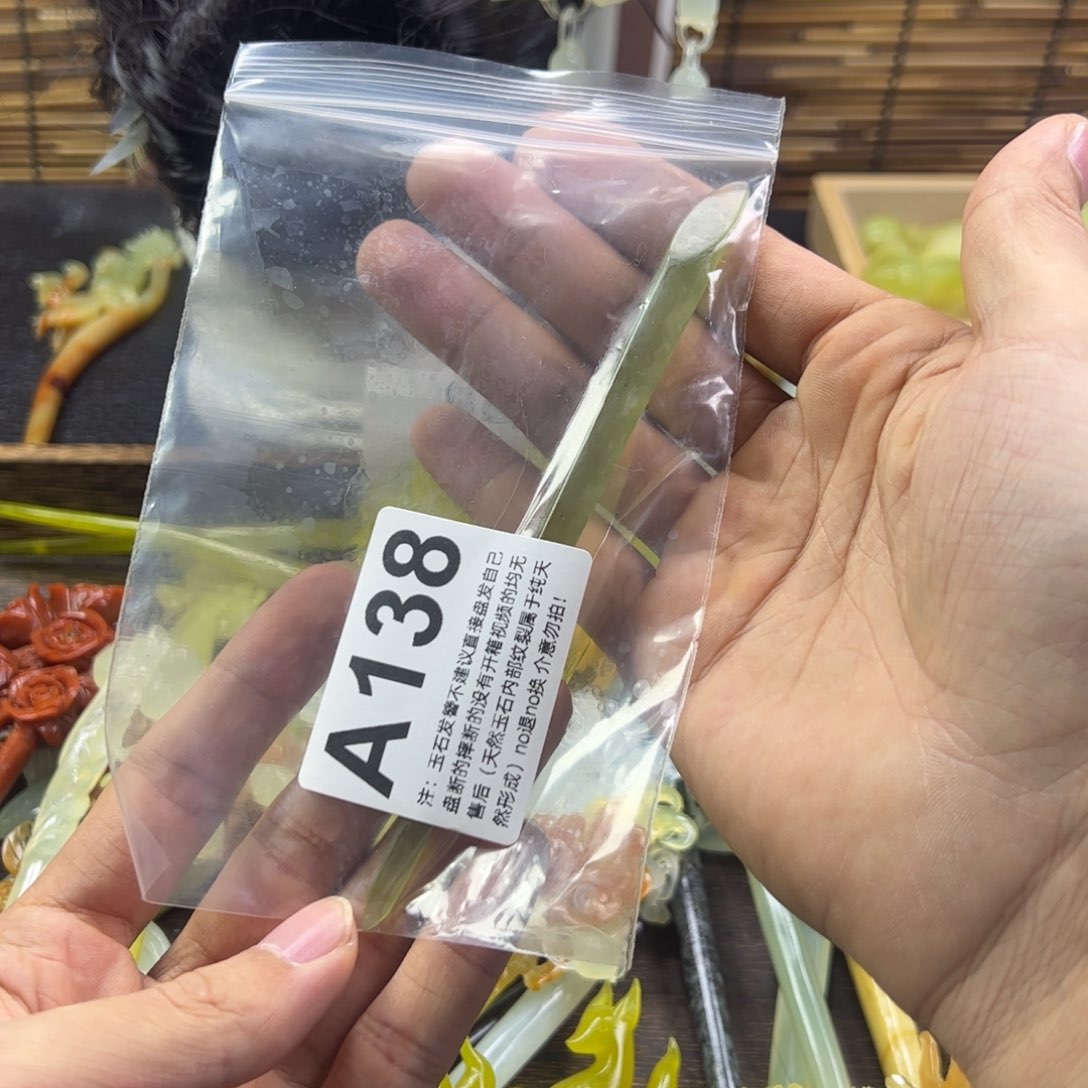 A138
注：玉石发簪不建议直接盘发自己
盘断的摔断的没有开箱视频的均无
售后（天然玉石内部纹裂属于纯天
然形成）no退no换 介意勿拍！